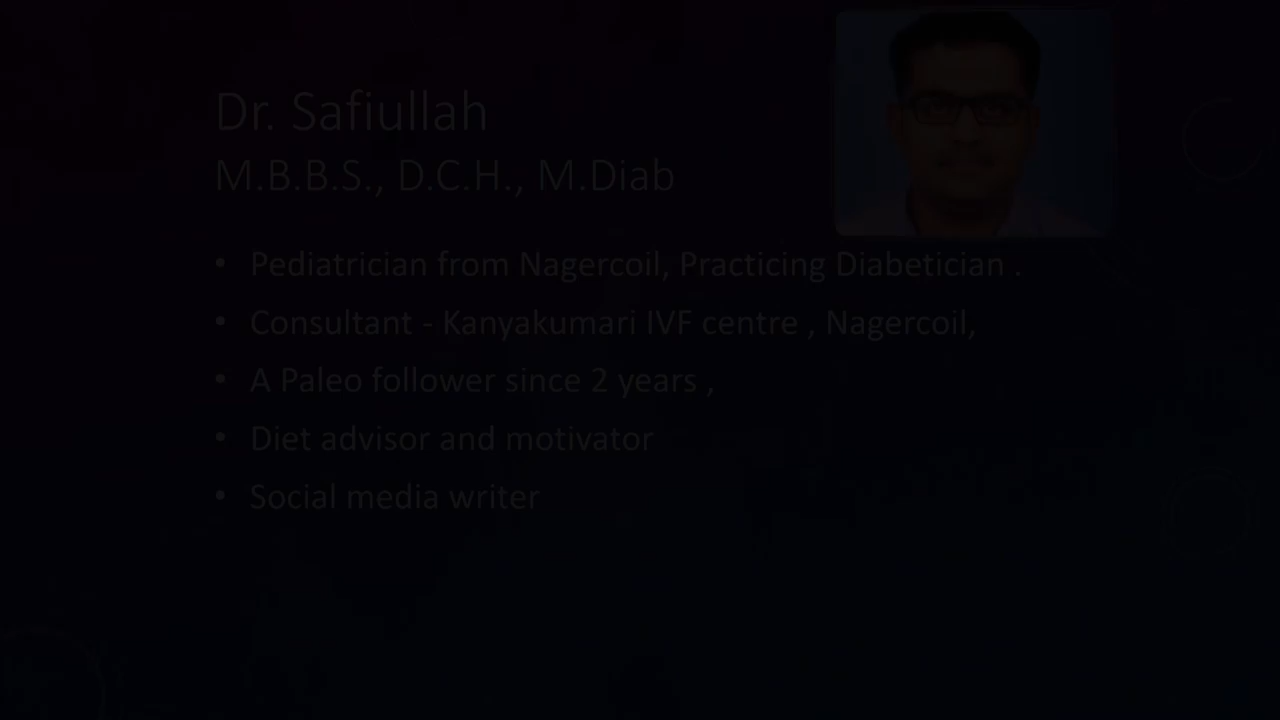 Dr. Safiullah
M.B.B.S., D.C.H., M.Diab
• Pediatrician from Nagercoil, Practicing Diabetician .
• Consultant - Kanyakumari IVF centre , Nagercoil,
• A Paleo follower since 2 years ,
• Diet advisor and motivator
• Social media writer